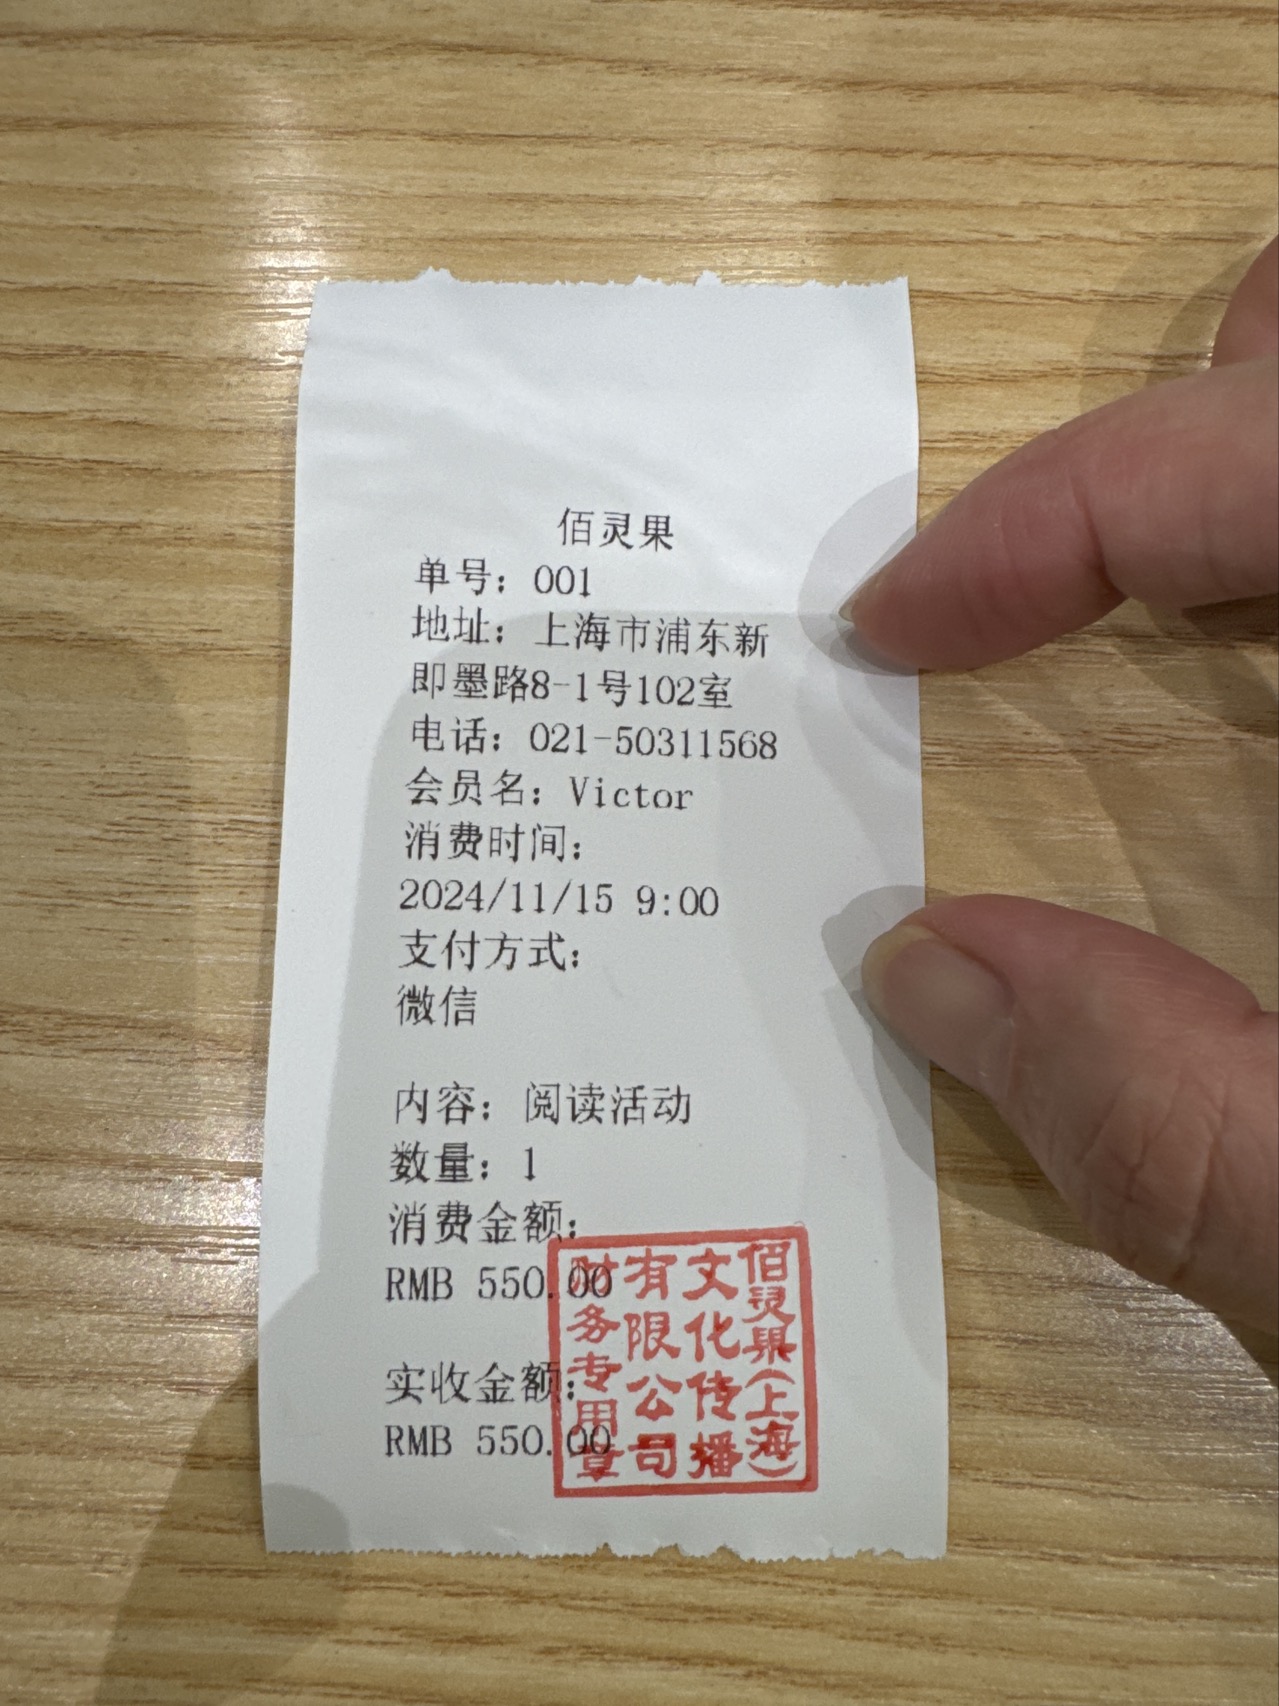 佰灵果
单号：001
地址：上海市浦东新
即墨路8-1号102室
电话：021-50311568
会员名：Victor
消费时间：
2024/11/15 9:00
支付方式：
微信
内容：阅读活动
数量：1
消费金额：
RMB 550.00
实收金额：
RMB 550.00
佰灵果(上海)
文化传播
有限公司
财务专用章